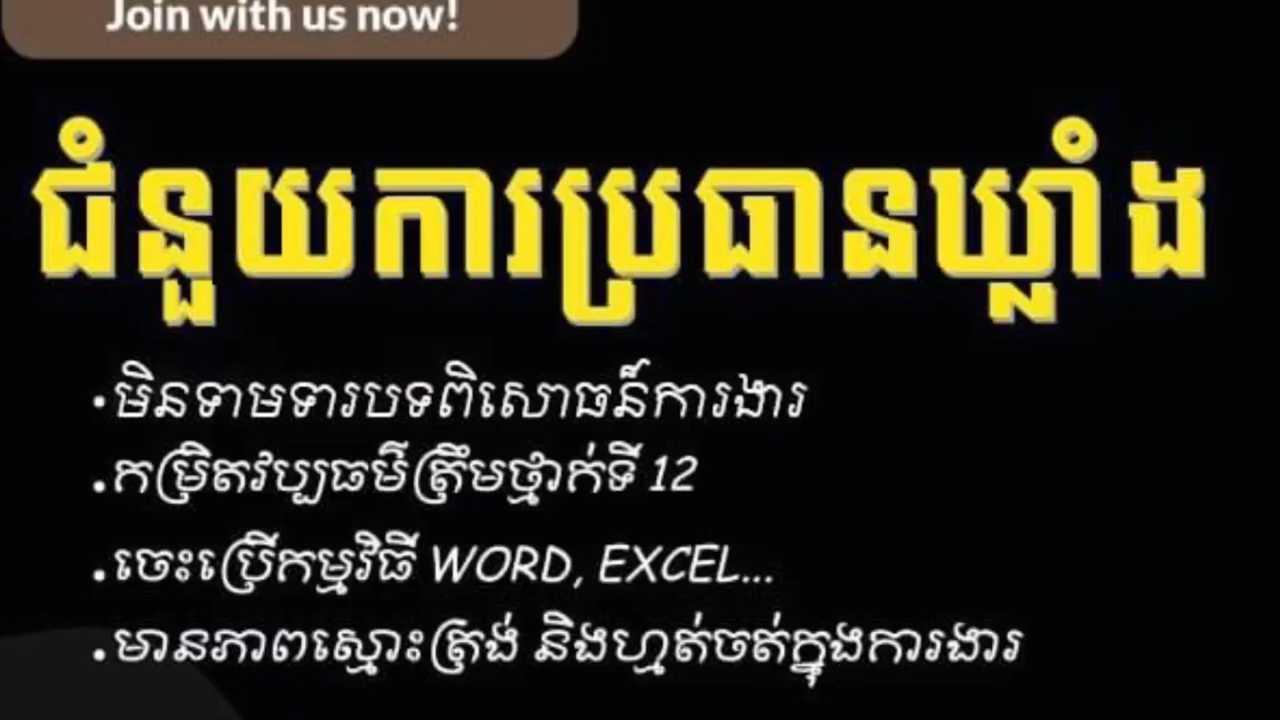 Join with us now!
ជំនួយការប្រធានឃ្លាំង
·មិនទាមទារបទពិសោធន៍ការងារ
.កម្រិតវប្បធម៌ត្រឹមថ្នាក់ទី 12
.ចេះប្រើកម្មវិធី WORD, EXCEL...
.មានភាពស្មោះត្រង់ និងហ្មត់ចត់ក្នុងការងារ